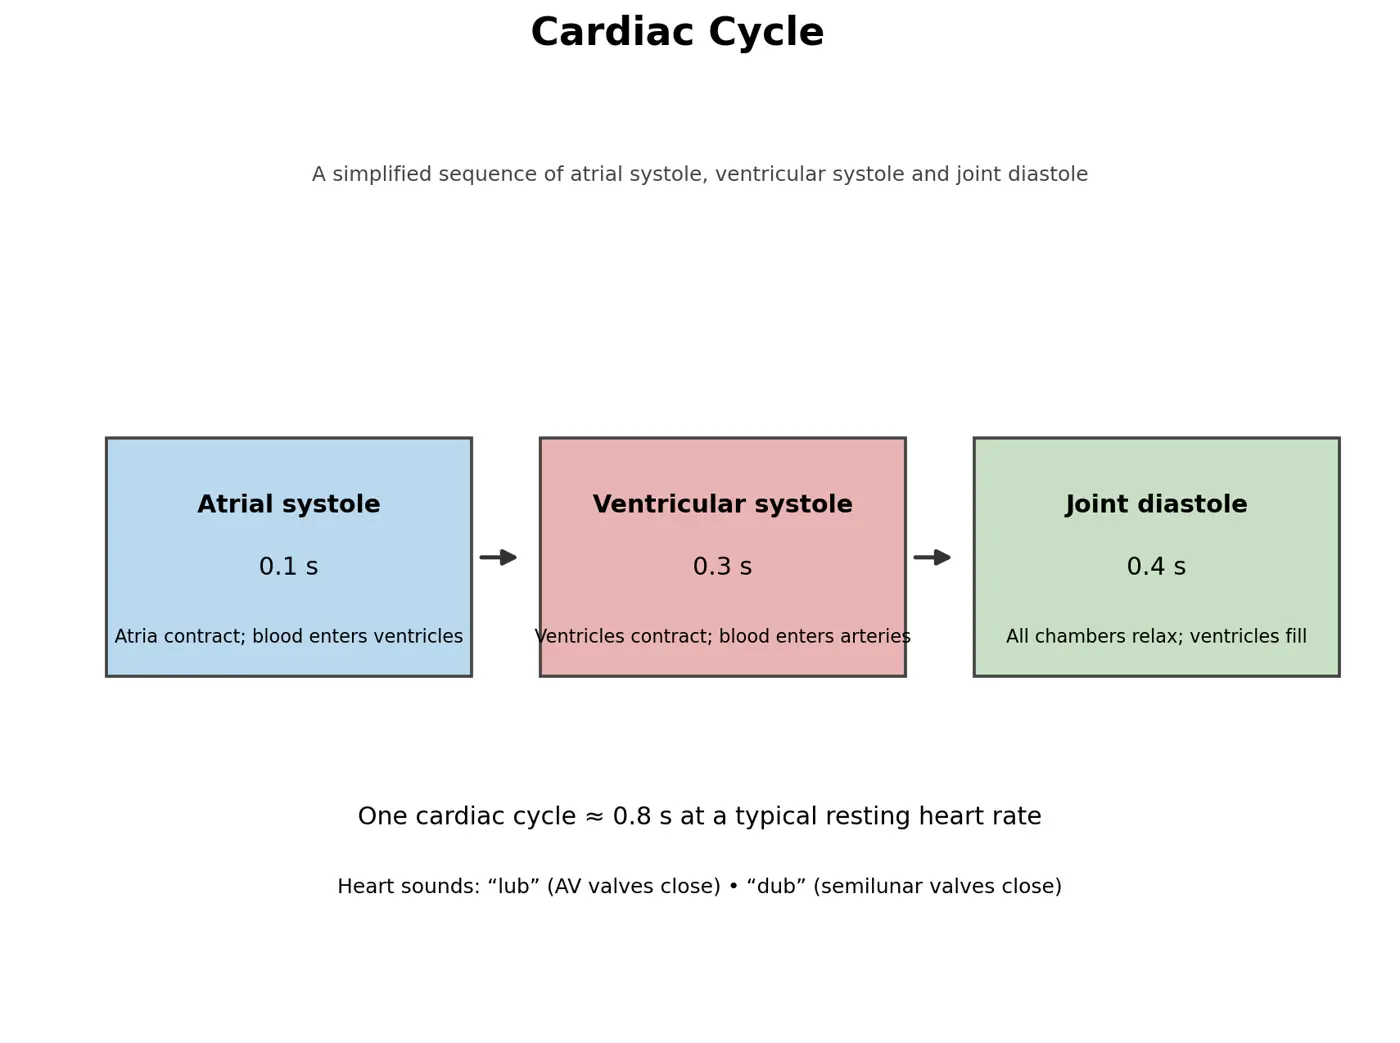 Cardiac Cycle
A simplified sequence of atrial systole, ventricular systole and joint diastole
Atrial systole
0.1 s
Atria contract; blood enters ventricles
Ventricular systole
0.3 s
Ventricles contract; blood enters arteries
Joint diastole
0.4 s
All chambers relax; ventricles fill
One cardiac cycle ≈ 0.8 s at a typical resting heart rate
Heart sounds: “lub” (AV valves close) • “dub” (semilunar valves close)